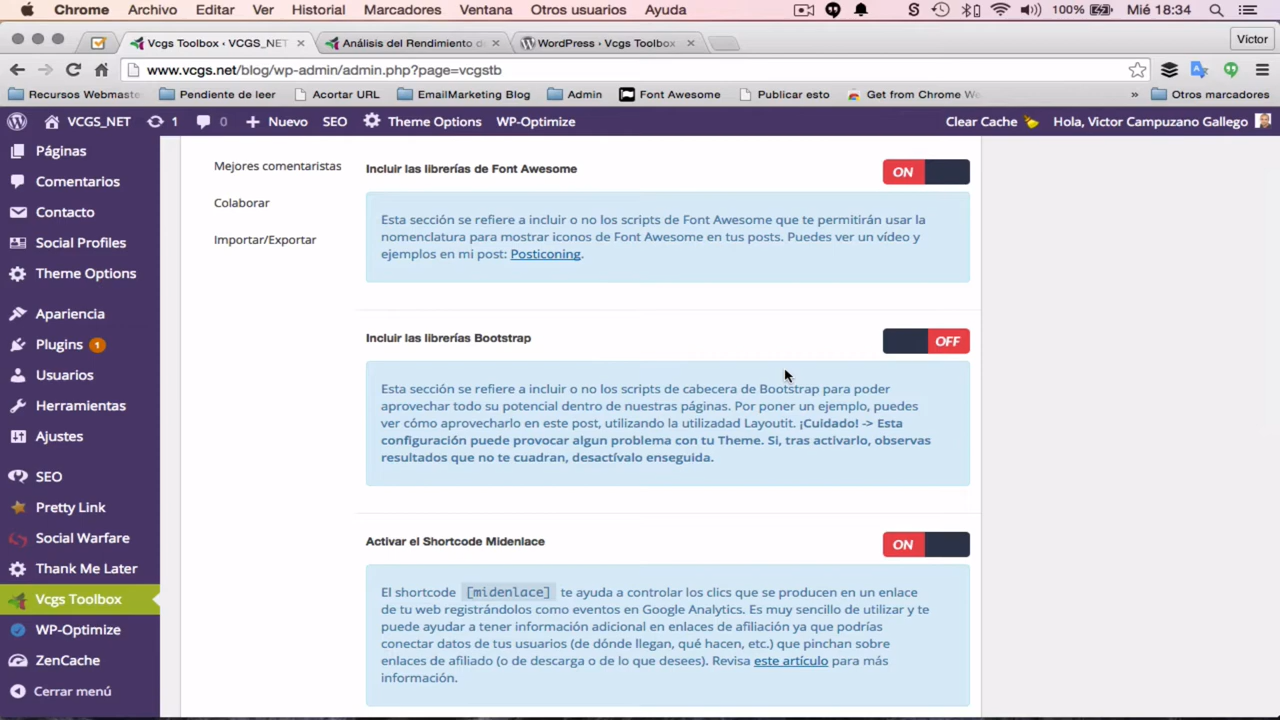 Chrome Archivo Editar Ver Historial Marcadores Ventana Otros usuarios Ayuda 100% Mié 18:34
Vcgs Toolbox ‹ VCGS_NET Análisis del Rendimiento d WordPress › Vcgs Toolbox Victor
www.vcgs.net/blog/wp-admin/admin.php?page=vcgstb
Recursos Webmaste Pendiente de leer Acortar URL EmailMarketing Blog Admin Font Awesome Publicar esto Get from Chrome We » Otros marcadores
VCGS_NET 1 0 Nuevo SEO Theme Options WP-Optimize Clear Cache Hola, Victor Campuzano Gallego
Páginas
Comentarios
Contacto
Social Profiles
Theme Options
Apariencia
Plugins 1
Usuarios
Herramientas
Ajustes
SEO
Pretty Link
Social Warfare
Thank Me Later
Vcgs Toolbox
WP-Optimize
ZenCache
Cerrar menú
Mejores comentaristas
Colaborar
Importar/Exportar
Incluir las librerías de Font Awesome ON
Esta sección se refiere a incluir o no los scripts de Font Awesome que te permitirán usar la
nomenclatura para mostrar iconos de Font Awesome en tus posts. Puedes ver un vídeo y
ejemplos en mi post: Posticoning.
Incluir las librerías Bootstrap OFF
Esta sección se refiere a incluir o no los scripts de cabecera de Bootstrap para poder
aprovechar todo su potencial dentro de nuestras páginas. Por poner un ejemplo, puedes
ver cómo aprovecharlo en este post, utilizando la utilizadad Layoutit. ¡Cuidado! -> Esta
configuración puede provocar algun problema con tu Theme. Si, tras activarlo, observas
resultados que no te cuadran, desactívalo enseguida.
Activar el Shortcode Midenlace ON
El shortcode [midenlace] te ayuda a controlar los clics que se producen en un enlace
de tu web registrándolos como eventos en Google Analytics. Es muy sencillo de utilizar y te
puede ayudar a tener información adicional en enlaces de afiliación ya que podrías
conectar datos de tus usuarios (de dónde llegan, qué hacen, etc.) que pinchan sobre
enlaces de afiliado (o de descarga o de lo que desees). Revisa este artículo para más
información.